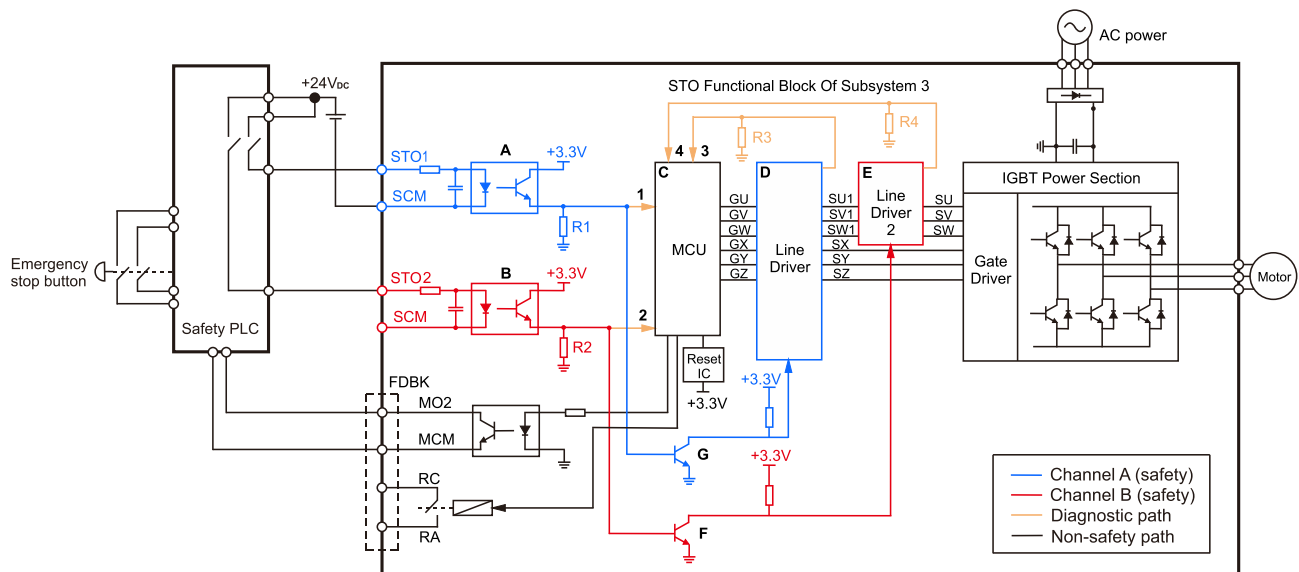 AC power
STO Functional Block Of Subsystem 3
+24VDC
STO1
SCM
A
+3.3V
R1
1
4
3
R3
R4
C
MCU
D
Line
Driver
E
Line
Driver
2
GU
GV
GW
GX
GY
GZ
SU1
SV1
SW1
SX
SY
SZ
SU
SV
SW
IGBT Power Section
Gate
Driver
Motor
Emergency
stop button
Safety PLC
STO2
SCM
B
+3.3V
R2
2
Reset
IC
+3.3V
+3.3V
G
+3.3V
F
FDBK
MO2
MCM
RC
RA
Channel A (safety)
Channel B (safety)
Diagnostic path
Non-safety path